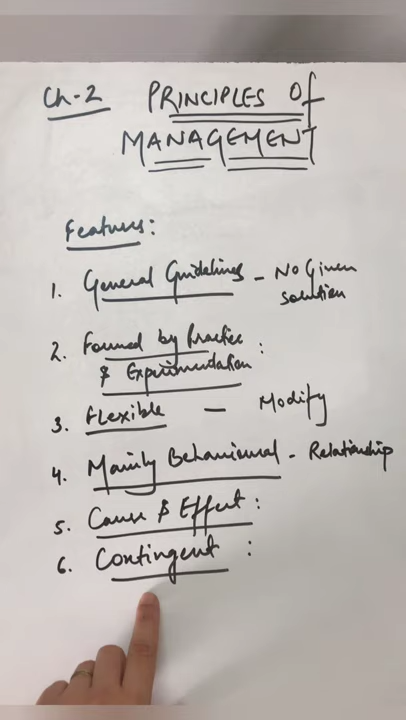 Ch-2 PRINCIPLES Of
MANAGEMENT
Features:
1. General Guidelines - No Given
solution
2. Formed by Practice
& Experimentation :
3. Flexible — Modify
4. Mainly Behavioural - Relationship
5. Cause & Effect :
6. Contingent :